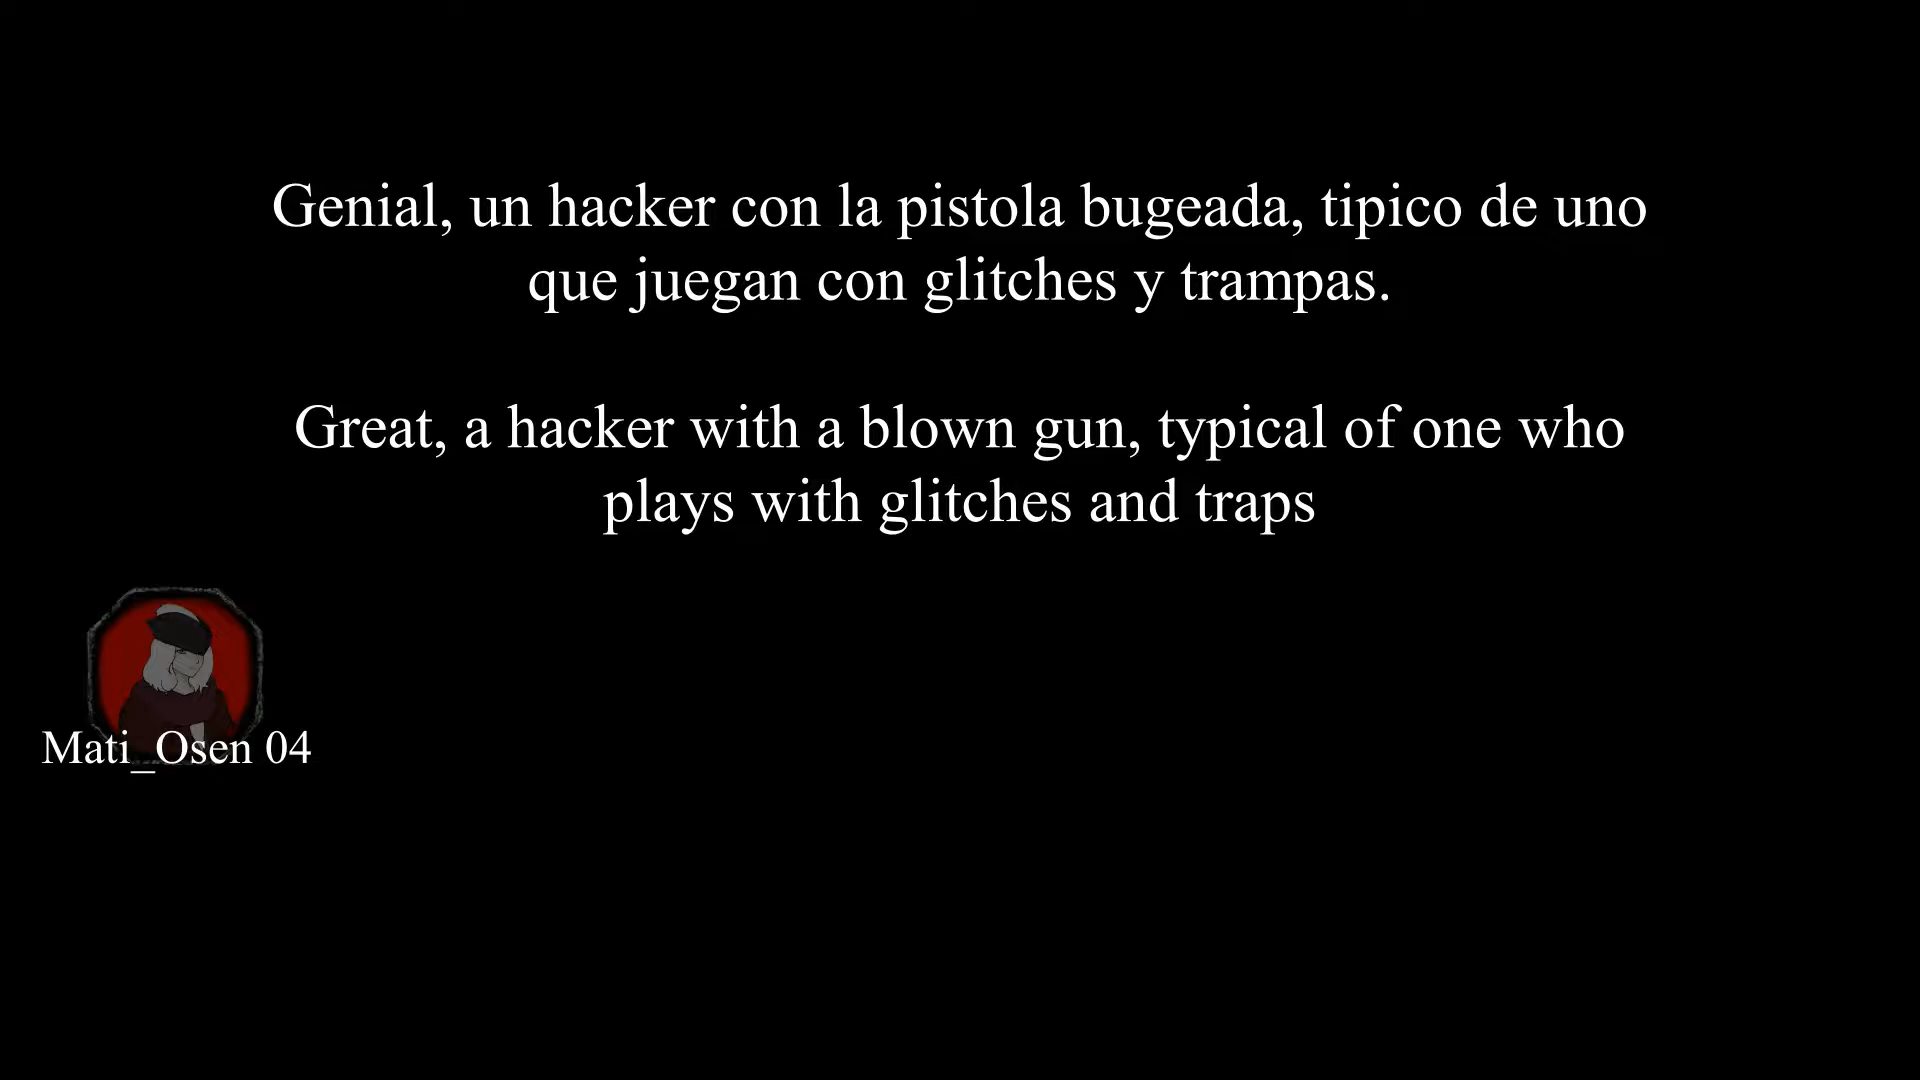 Genial, un hacker con la pistola bugeada, tipico de uno
que juegan con glitches y trampas.
Great, a hacker with a blown gun, typical of one who
plays with glitches and traps
Mati_Osen 04